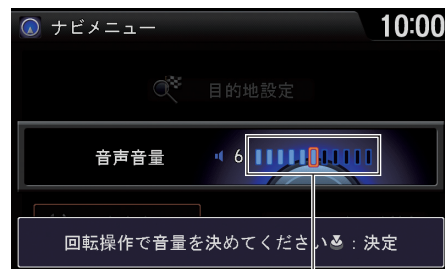 ナビメニュー 10:00
目的地設定
音声音量 6
回転操作で音量を決めてください : 決定